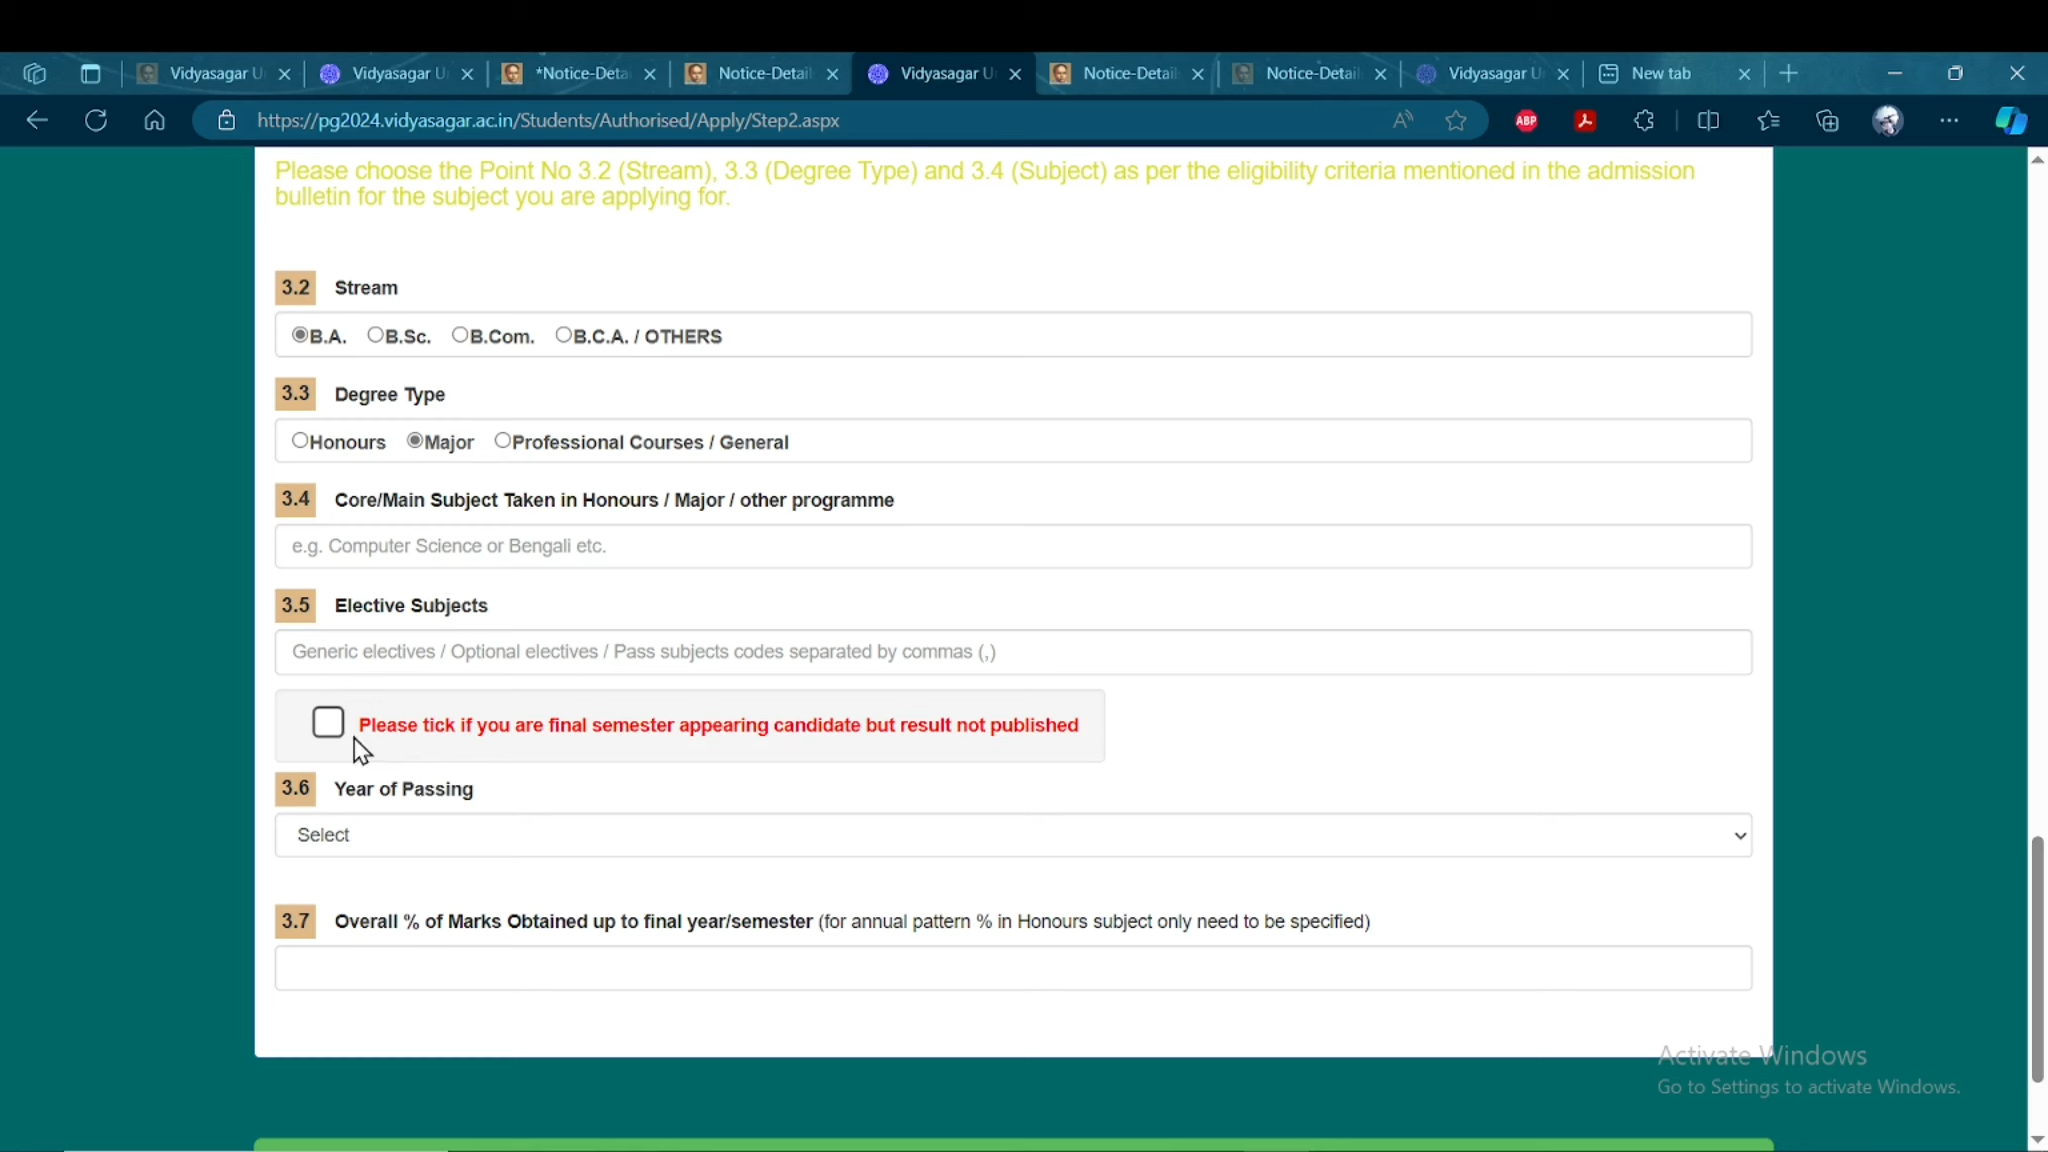 Vidyasagar U
Vidyasagar U
*Notice-Deta
Notice-Detail
Vidyasagar U
Notice-Detail
Notice-Detail
Vidyasagar U
New tab
https://pg2024.vidyasagar.ac.in/Students/Authorised/Apply/Step2.aspx
ABP
Please choose the Point No 3.2 (Stream), 3.3 (Degree Type) and 3.4 (Subject) as per the eligibility criteria mentioned in the admission
bulletin for the subject you are applying for.
3.2 Stream
B.A. B.Sc. B.Com. B.C.A. / OTHERS
3.3 Degree Type
Honours Major Professional Courses / General
3.4 Core/Main Subject Taken in Honours / Major / other programme
e.g. Computer Science or Bengali etc.
3.5 Elective Subjects
Generic electives / Optional electives / Pass subjects codes separated by commas (,)
Please tick if you are final semester appearing candidate but result not published
3.6 Year of Passing
Select
3.7 Overall % of Marks Obtained up to final year/semester (for annual pattern % in Honours subject only need to be specified)
Activate Windows
Go to Settings to activate Windows.